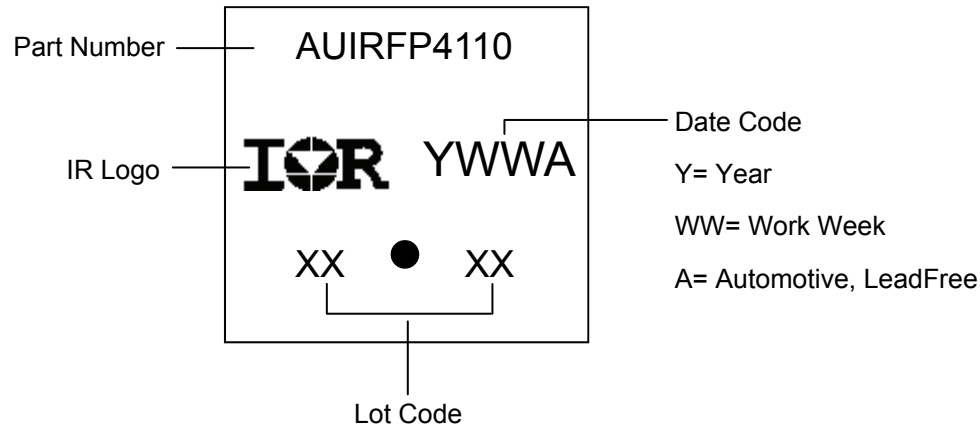 Part Number
AUIRFP4110
IR Logo
IOR
YWWA
Date Code
Y= Year
WW= Work Week
A= Automotive, LeadFree
XX
XX
Lot Code